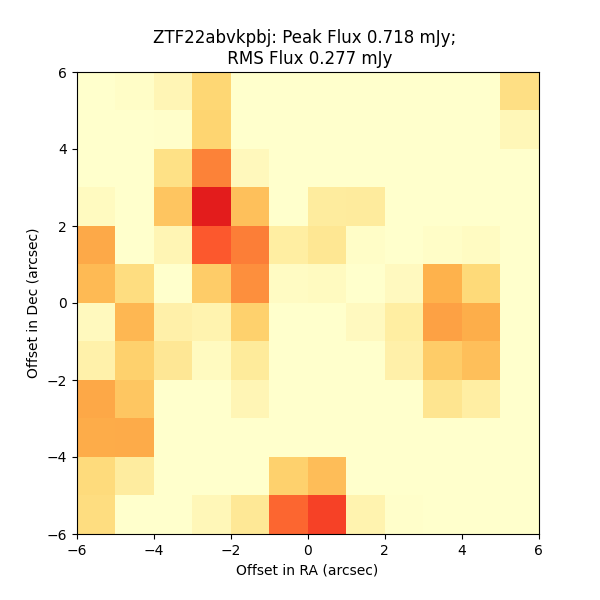 ZTF22abvkpbj: Peak Flux 0.718 mJy;
RMS Flux 0.277 mJy
6
4
2
0
−2
−4
−6
Offset in Dec (arcsec)
−6 −4 −2 0 2 4 6
Offset in RA (arcsec)